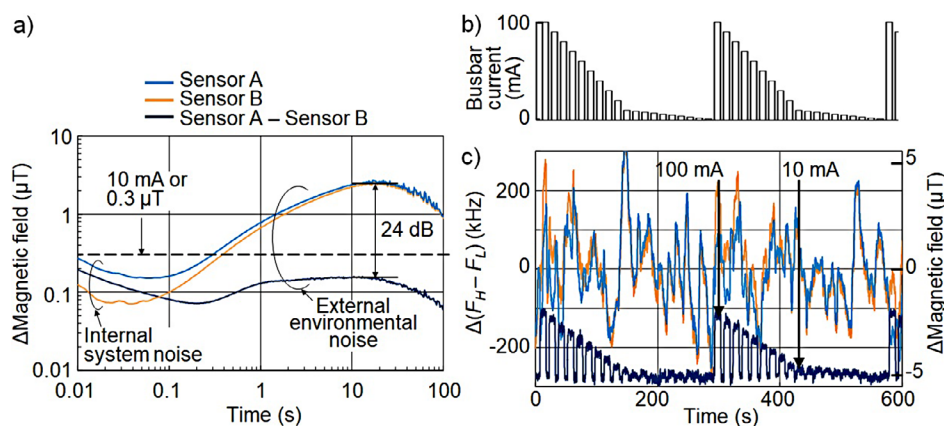 a)
Sensor A
Sensor B
Sensor A – Sensor B
ΔMagnetic field (μT)
10
1
0.1
0.01
10 mA or
0.3 μT
24 dB
Internal
system noise
External
environmental
noise
0.01
0.1
1
10
100
Time (s)
b)
Busbar
current
(mA)
100
0
c)
100 mA
10 mA
Δ(F_H – F_L) (kHz)
200
0
-200
5
0
-5
ΔMagnetic field (μT)
0
200
400
600
Time (s)